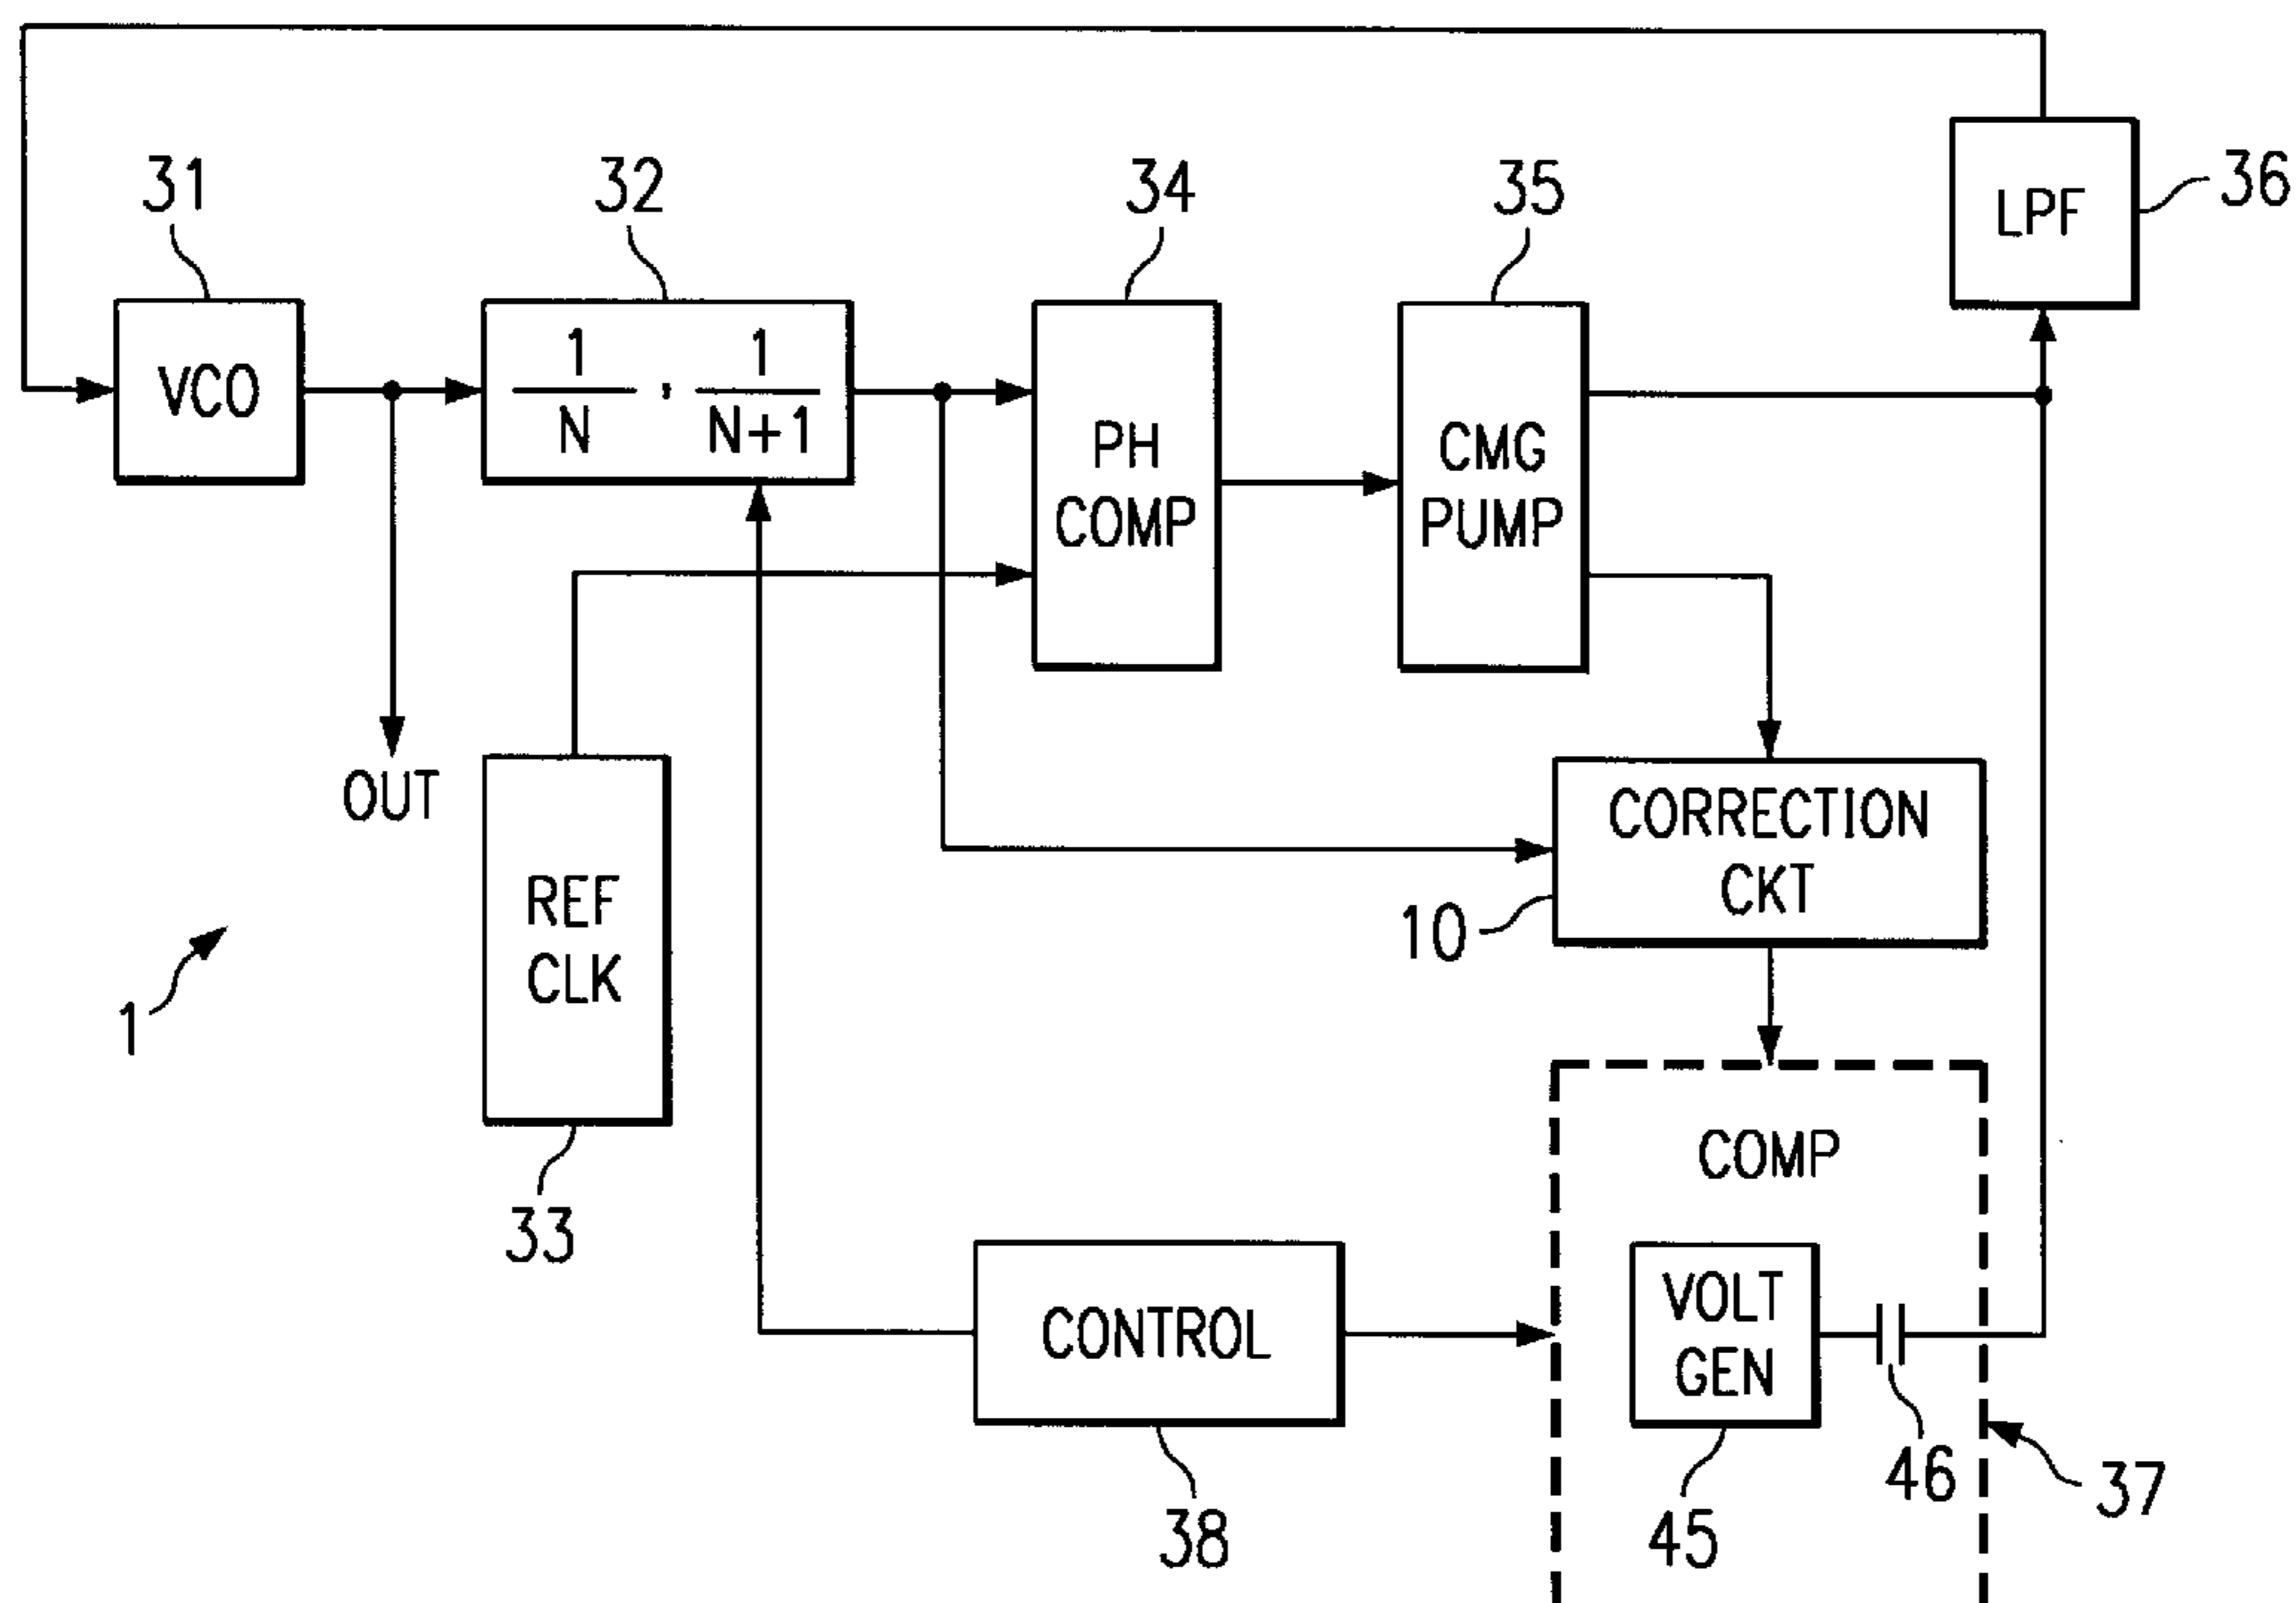 31
32
34
35
36
LPF
VCO
1/N , 1/N+1
PH
COMP
CMG
PUMP
OUT
CORRECTION
CKT
10
REF
CLK
1
33
COMP
CONTROL
VOLT
GEN
38
45
46
37